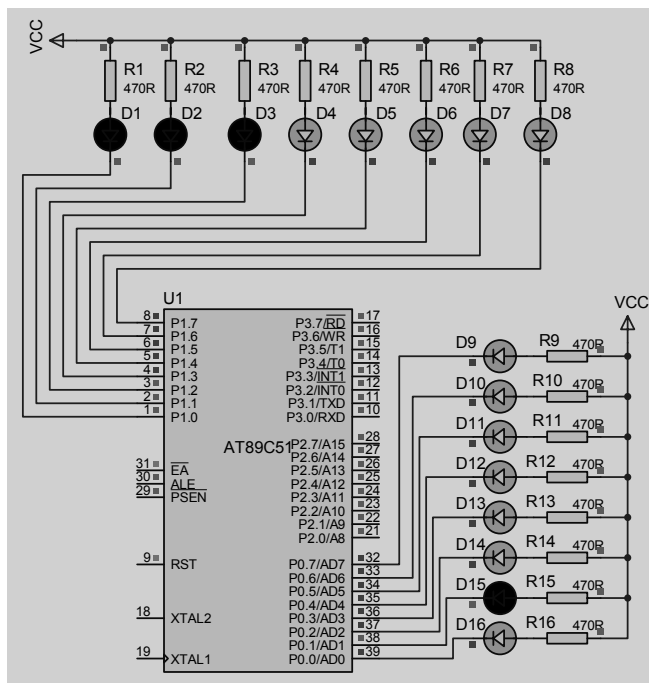 VCC
R1 R2 R3 R4 R5 R6 R7 R8
470R 470R 470R 470R 470R 470R 470R 470R
D1 D2 D3 D4 D5 D6 D7 D8
U1
8 P1.7
7 P1.6
6 P1.5
5 P1.4
4 P1.3
3 P1.2
2 P1.1
1 P1.0
31 EA
30 ALE
29 PSEN
9 RST
18 XTAL2
19 XTAL1
AT89C51
P3.7/RD 17
P3.6/WR 16
P3.5/T1 15
P3.4/T0 14
P3.3/INT1 13
P3.2/INT0 12
P3.1/TXD 11
P3.0/RXD 10
P2.7/A15 28
P2.6/A14 27
P2.5/A13 26
P2.4/A12 25
P2.3/A11 24
P2.2/A10 23
P2.1/A9 22
P2.0/A8 21
P0.7/AD7 32
P0.6/AD6 33
P0.5/AD5 34
P0.4/AD4 35
P0.3/AD3 36
P0.2/AD2 37
P0.1/AD1 38
P0.0/AD0 39
VCC
D9 R9 470R
D10 R10 470R
D11 R11 470R
D12 R12 470R
D13 R13 470R
D14 R14 470R
D15 R15 470R
D16 R16 470R